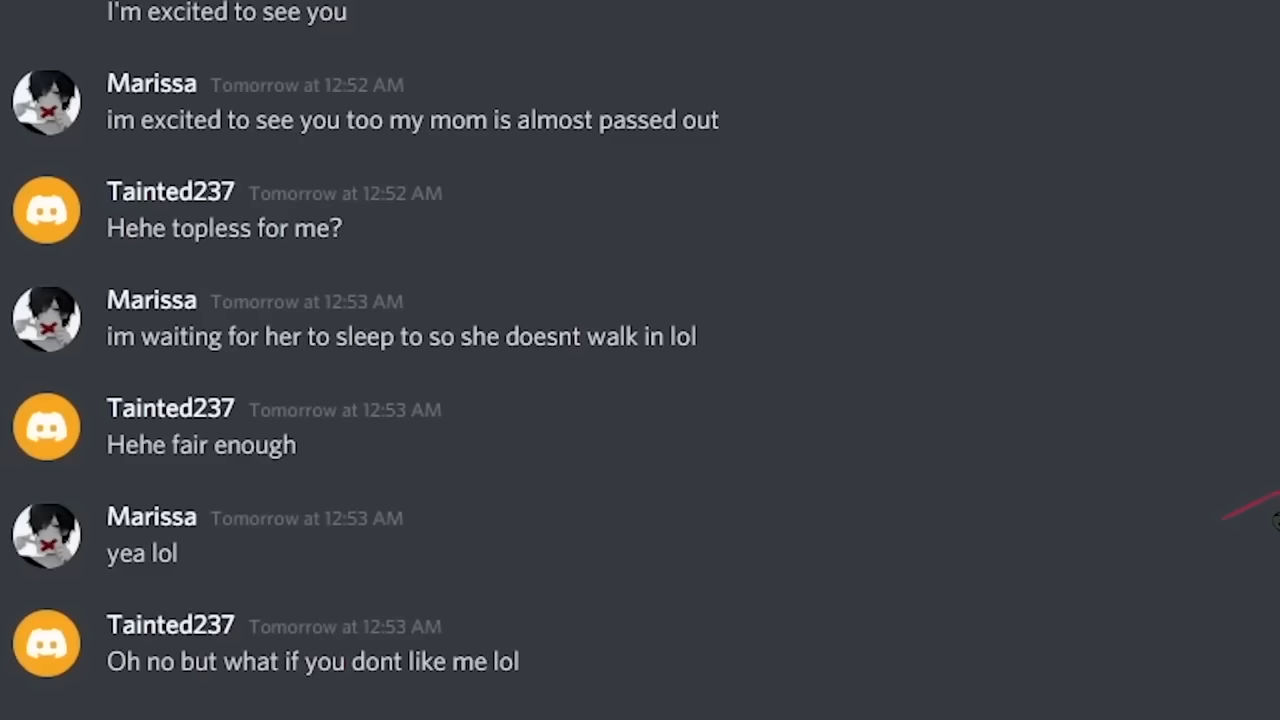 I'm excited to see you
Marissa Tomorrow at 12:52 AM
im excited to see you too my mom is almost passed out
Tainted237 Tomorrow at 12:52 AM
Hehe topless for me?
Marissa Tomorrow at 12:53 AM
im waiting for her to sleep to so she doesnt walk in lol
Tainted237 Tomorrow at 12:53 AM
Hehe fair enough
Marissa Tomorrow at 12:53 AM
yea lol
Tainted237 Tomorrow at 12:53 AM
Oh no but what if you dont like me lol